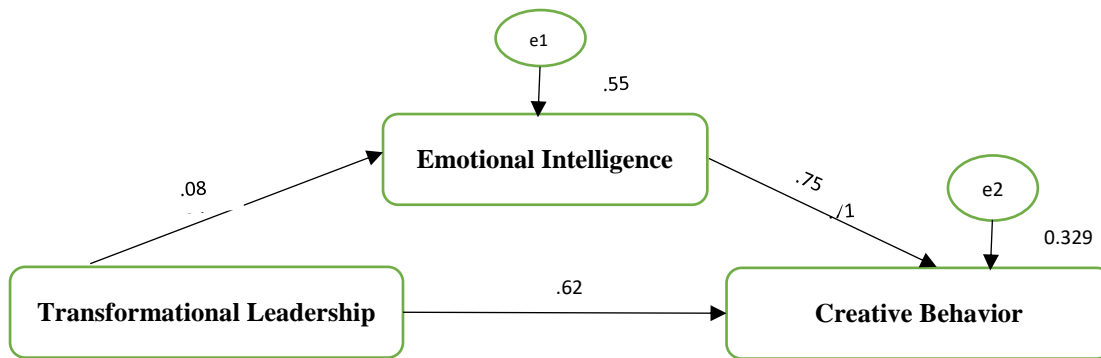 e1
.55
Emotional Intelligence
.08
.75
e2
0.329
.62
Transformational Leadership
Creative Behavior